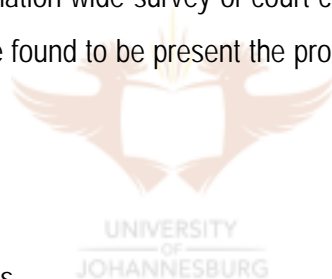 nation wide survey of court c
e found to be present the pro
UNIVERSITY
OF
JOHANNESBURG
s